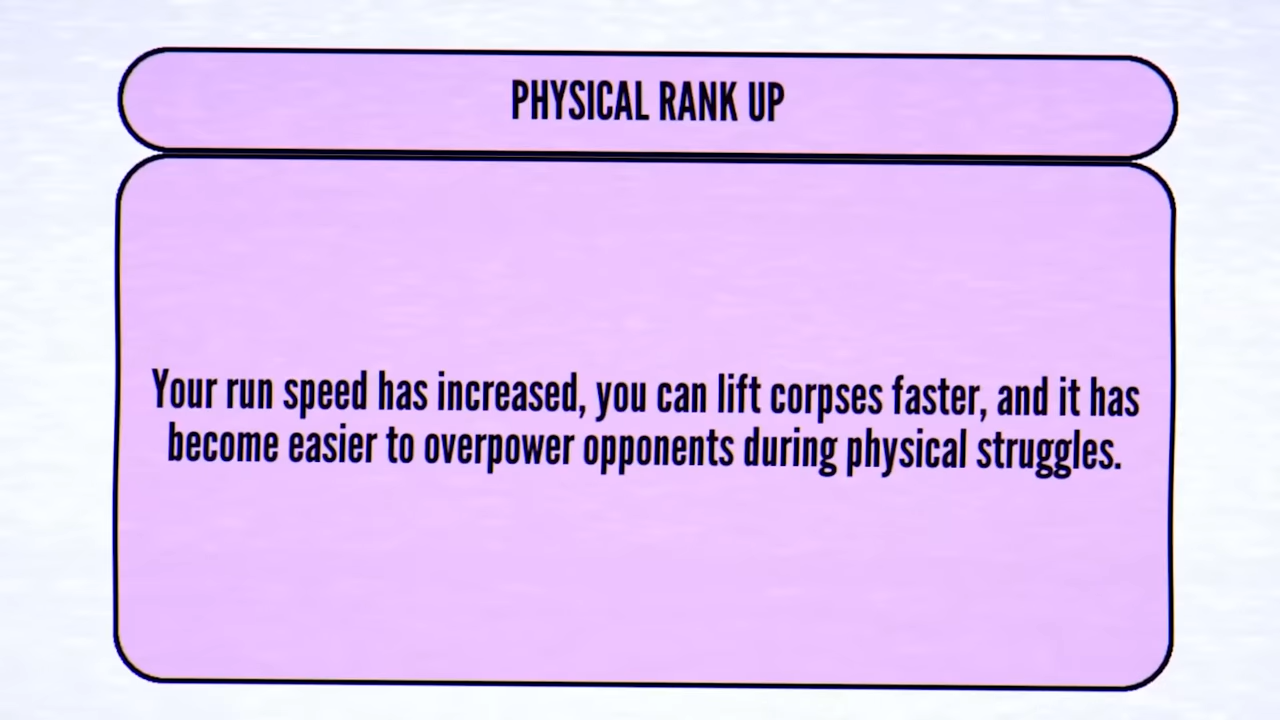 PHYSICAL RANK UP
Your run speed has increased, you can lift corpses faster, and it has
become easier to overpower opponents during physical struggles.